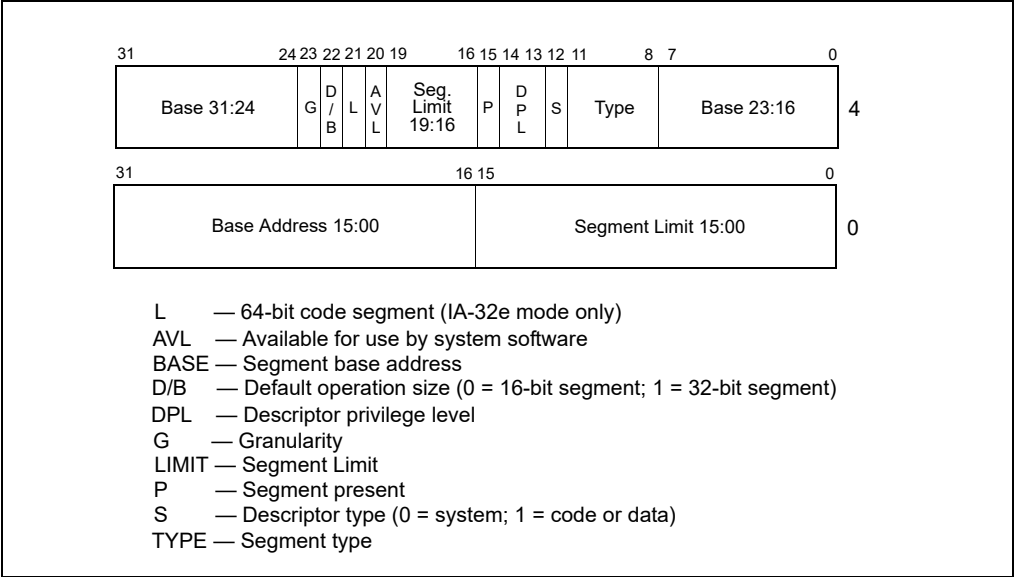 31 24 23 22 21 20 19 16 15 14 13 12 11 8 7 0
Base 31:24 G D/B L AVL Seg. Limit 19:16 P DPL S Type Base 23:16 4
31 16 15 0
Base Address 15:00 Segment Limit 15:00 0
L — 64-bit code segment (IA-32e mode only)
AVL — Available for use by system software
BASE — Segment base address
D/B — Default operation size (0 = 16-bit segment; 1 = 32-bit segment)
DPL — Descriptor privilege level
G — Granularity
LIMIT — Segment Limit
P — Segment present
S — Descriptor type (0 = system; 1 = code or data)
TYPE — Segment type